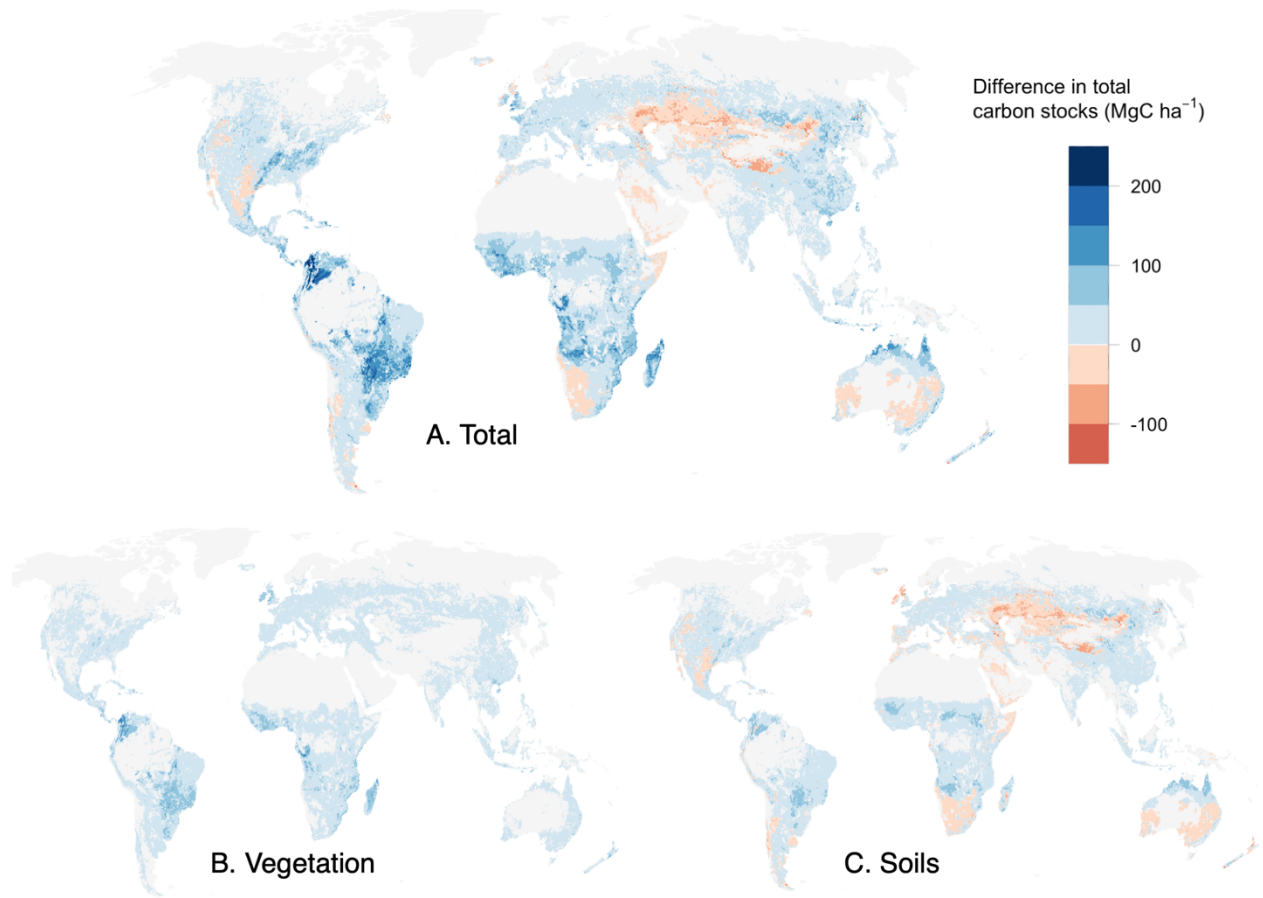 Difference in total
carbon stocks (MgC ha⁻¹)
200
100
0
-100
A. Total
B. Vegetation
C. Soils